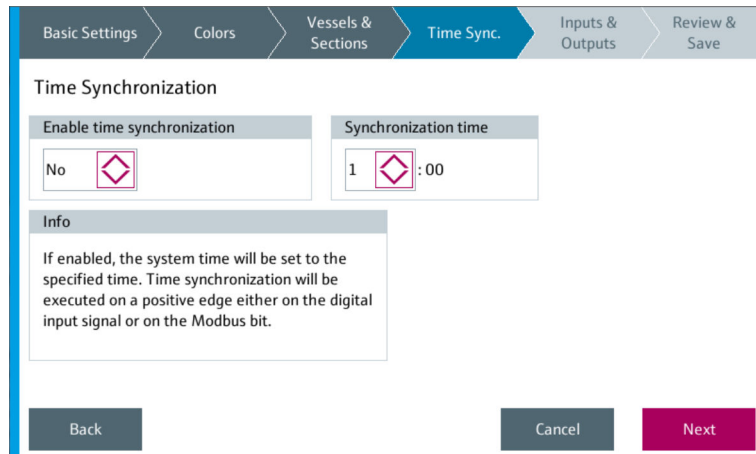 Basic Settings
Colors
Vessels &
Sections
Time Sync.
Inputs &
Outputs
Review &
Save
Time Synchronization
Enable time synchronization
No
Synchronization time
1 : 00
Info
If enabled, the system time will be set to the
specified time. Time synchronization will be
executed on a positive edge either on the digital
input signal or on the Modbus bit.
Back
Cancel
Next